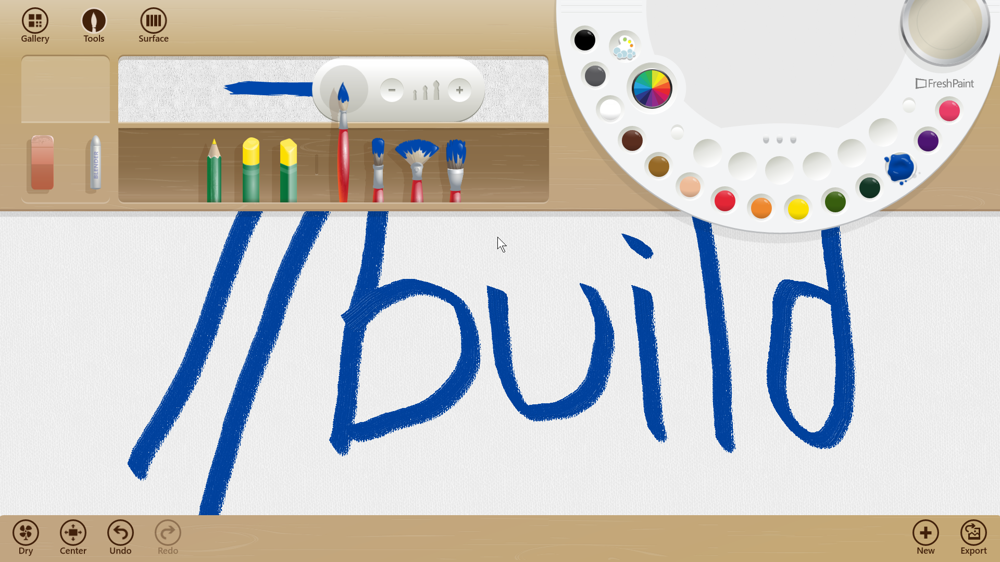 Gallery Tools Surface
FreshPaint
BLENDER
//build
Dry Center Undo Redo New Export